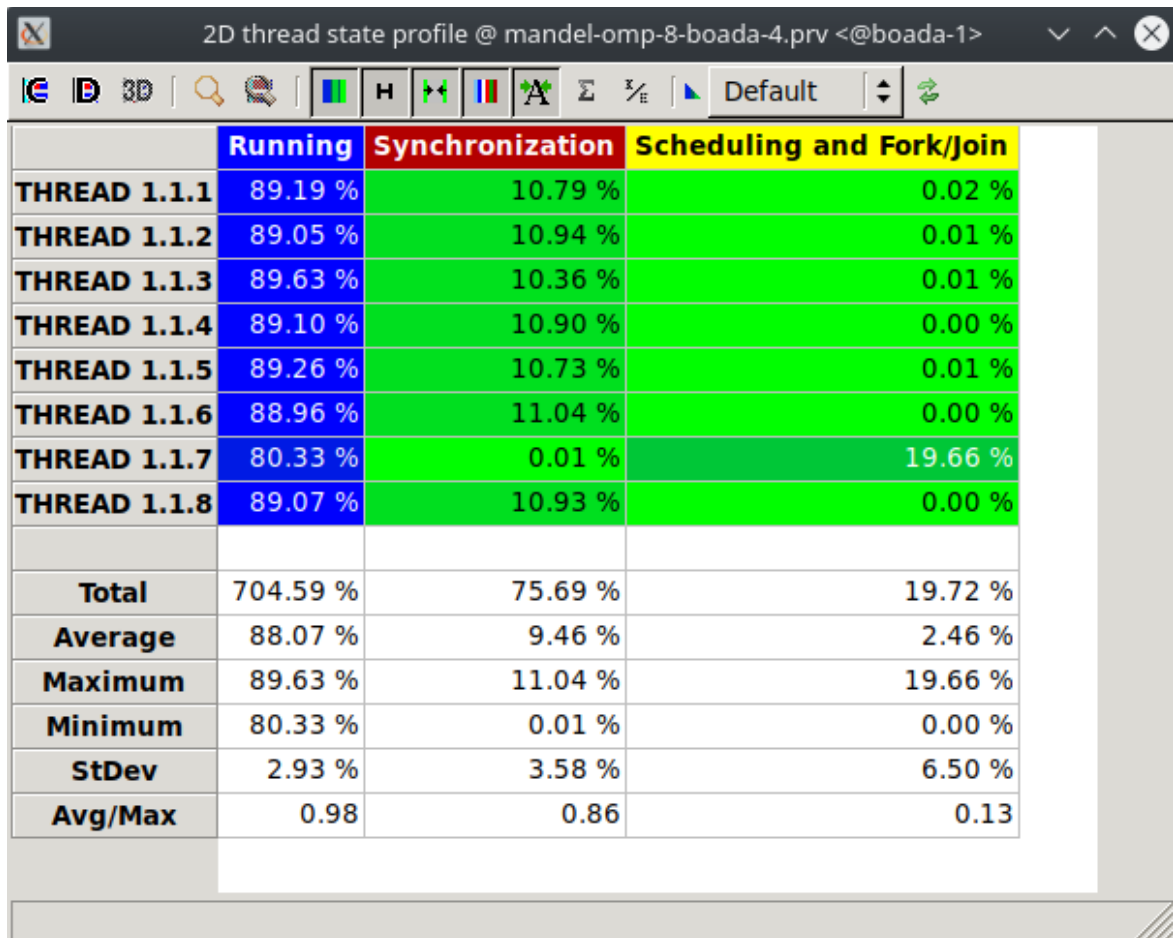 2D thread state profile @ mandel-omp-8-boada-4.prv <@boada-1>
3D Σ Default
Running Synchronization Scheduling and Fork/Join
THREAD 1.1.1 89.19 % 10.79 % 0.02 %
THREAD 1.1.2 89.05 % 10.94 % 0.01 %
THREAD 1.1.3 89.63 % 10.36 % 0.01 %
THREAD 1.1.4 89.10 % 10.90 % 0.00 %
THREAD 1.1.5 89.26 % 10.73 % 0.01 %
THREAD 1.1.6 88.96 % 11.04 % 0.00 %
THREAD 1.1.7 80.33 % 0.01 % 19.66 %
THREAD 1.1.8 89.07 % 10.93 % 0.00 %
Total 704.59 % 75.69 % 19.72 %
Average 88.07 % 9.46 % 2.46 %
Maximum 89.63 % 11.04 % 19.66 %
Minimum 80.33 % 0.01 % 0.00 %
StDev 2.93 % 3.58 % 6.50 %
Avg/Max 0.98 0.86 0.13